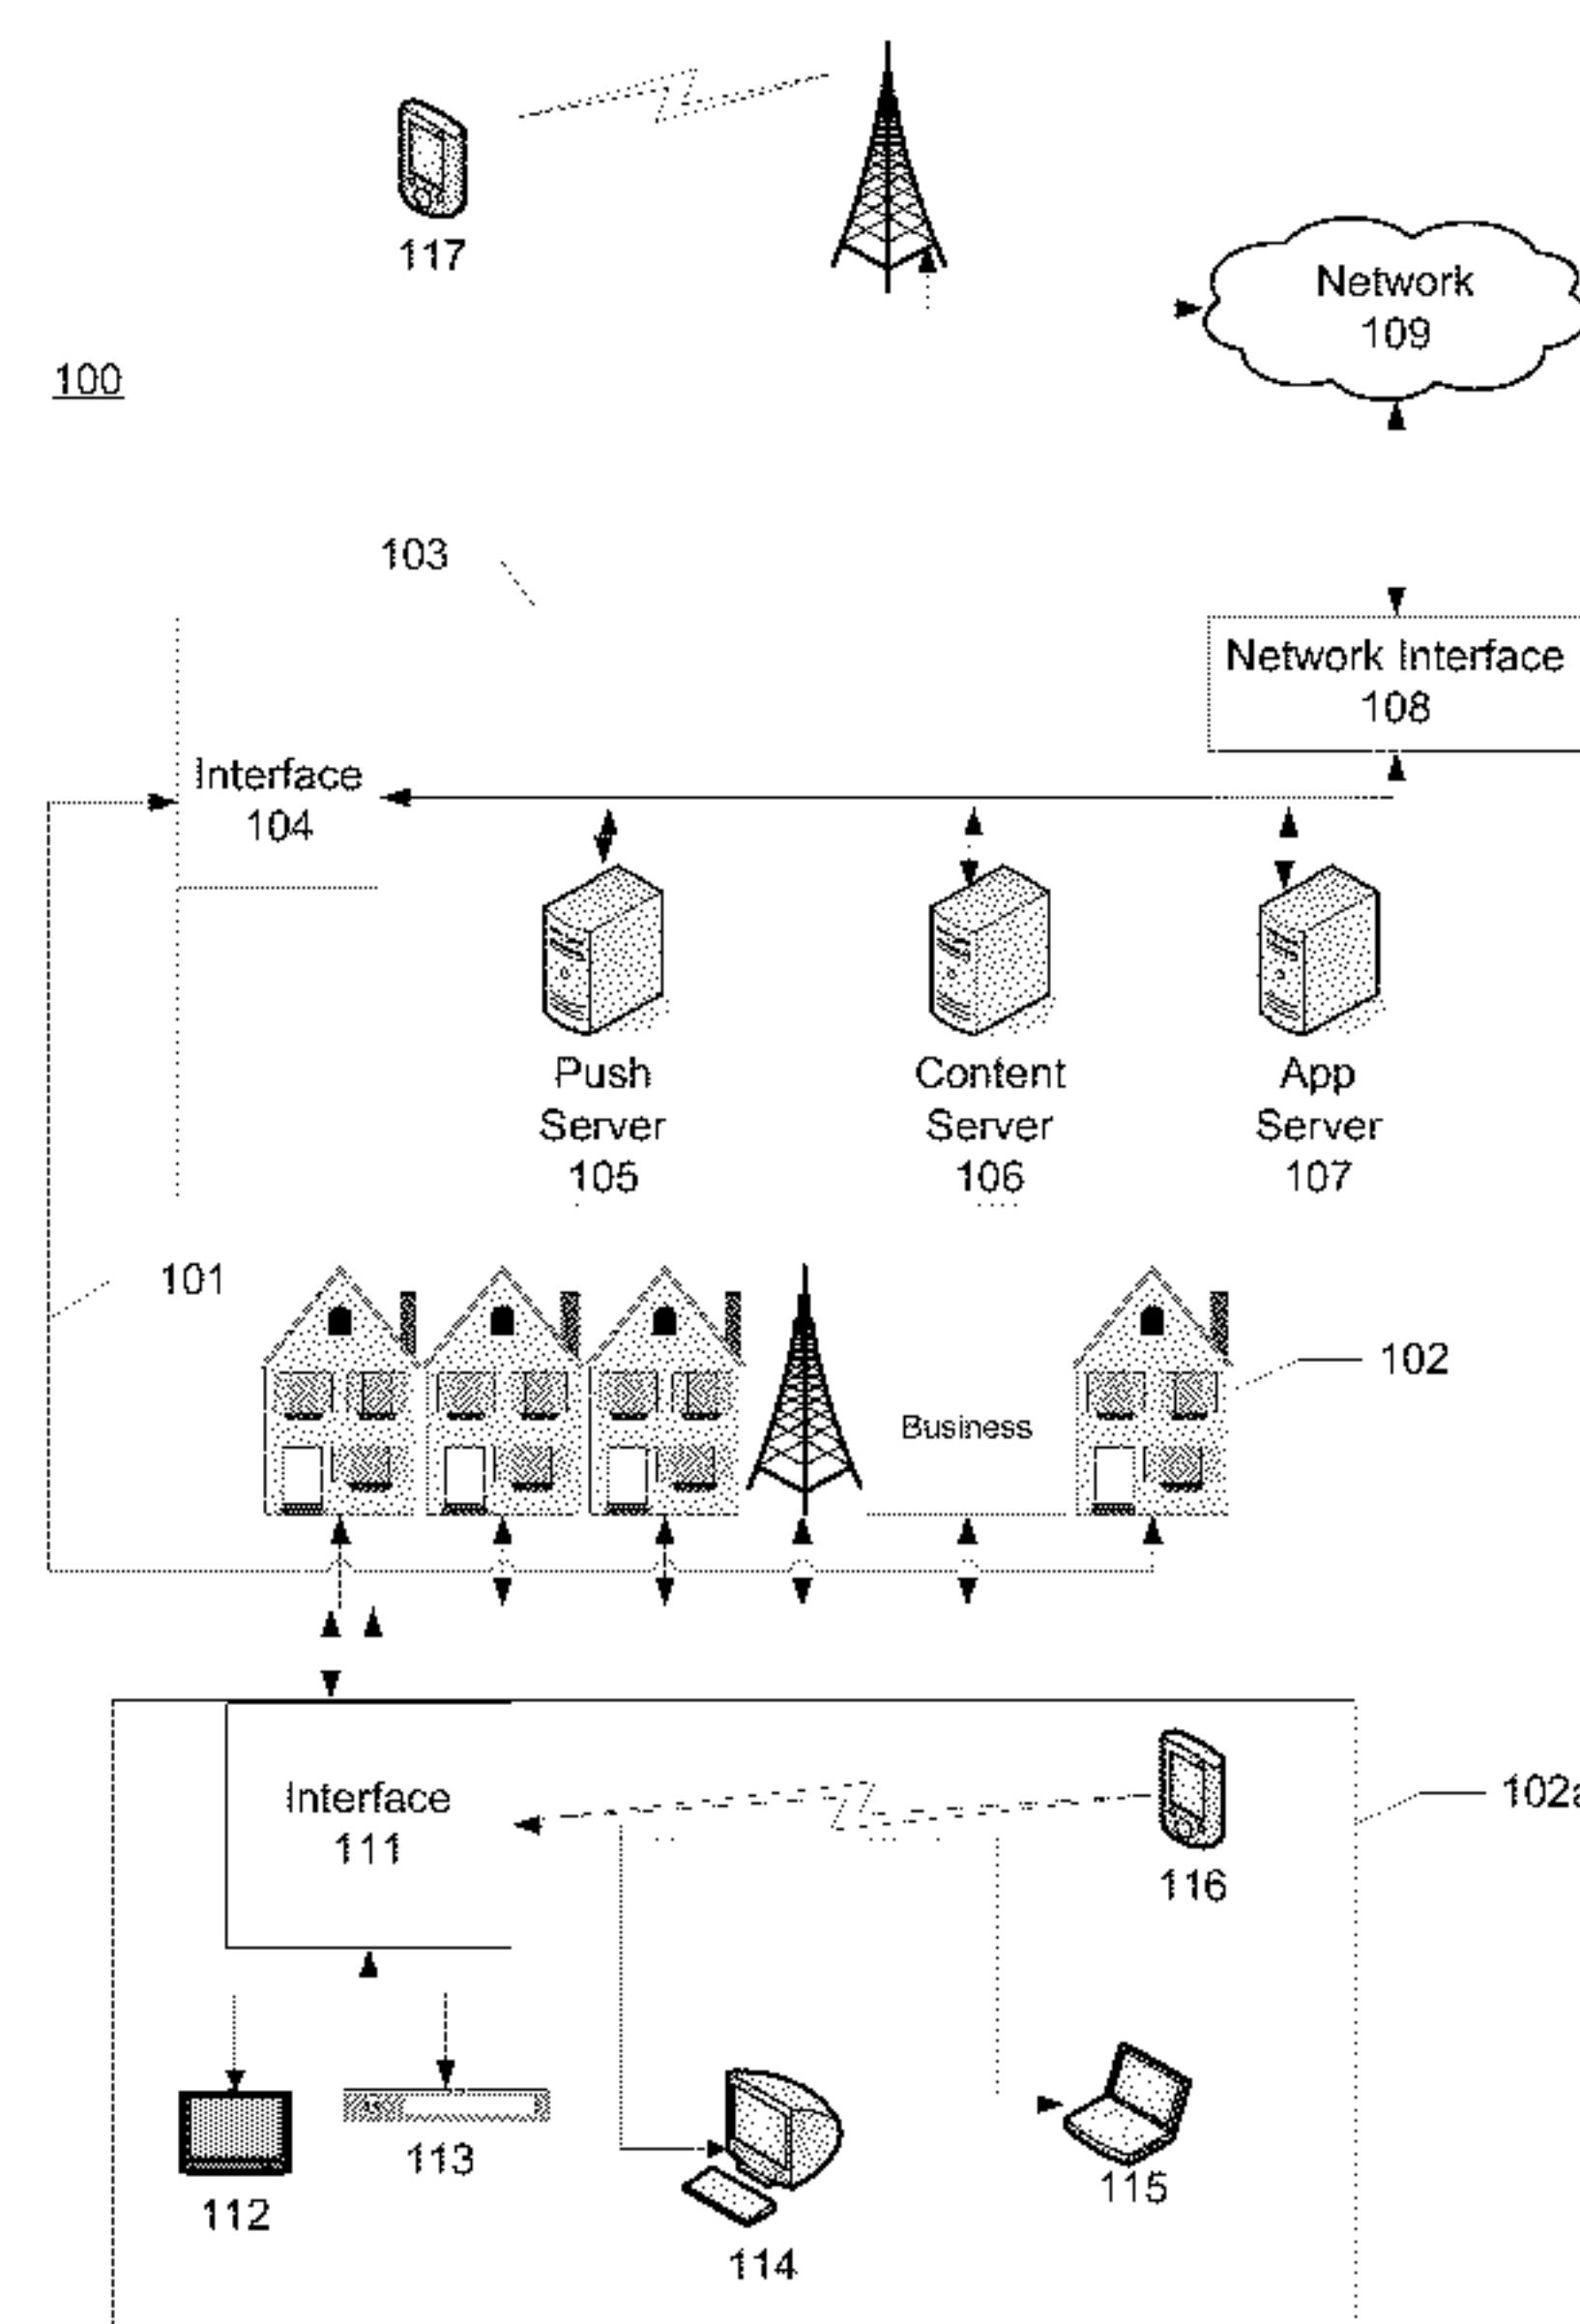 117
Network
109
100
103
Network Interface
108
Interface
104
Push
Server
105
Content
Server
106
App
Server
107
101
102
Business
102a
Interface
111
116
112
113
114
115